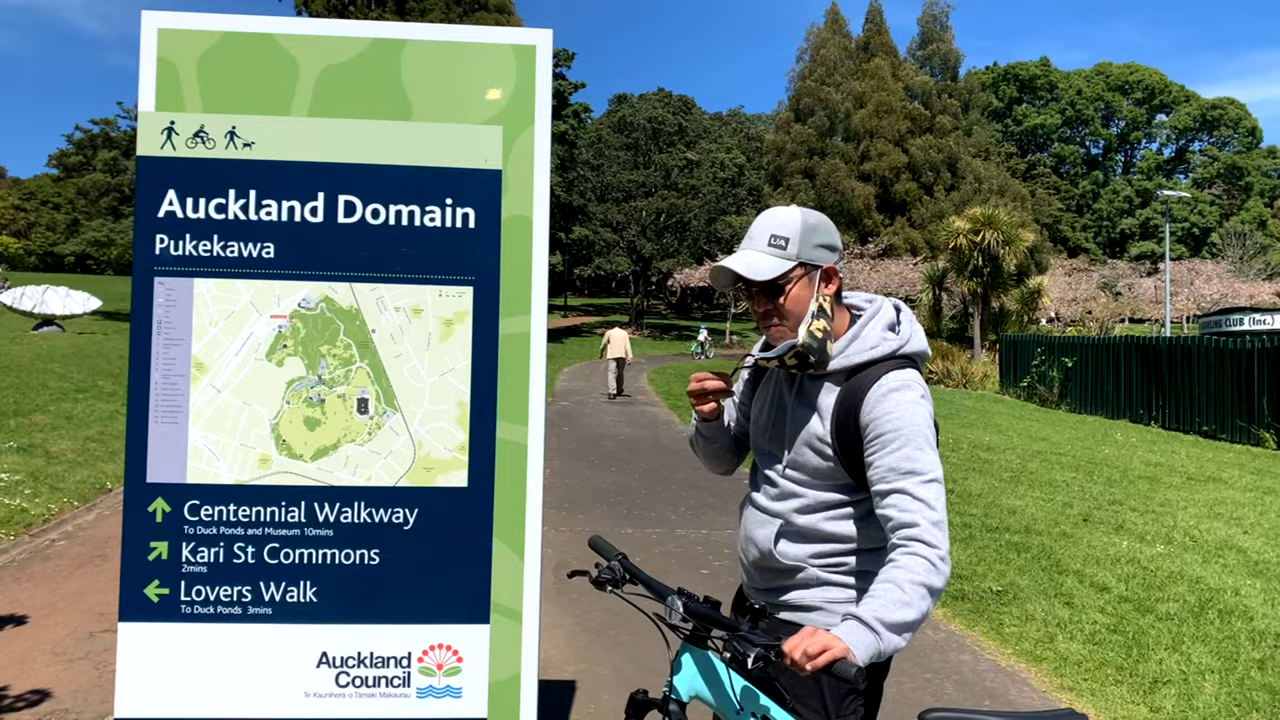 Auckland Domain
Pukekawa
Centennial Walkway
To Duck Ponds and Museum 10mins
Kari St Commons
2mins
Lovers Walk
To Duck Ponds 3mins
Auckland
Council
Te Kaunihera o Tāmaki Makaurau
UA
CLUB (Inc.)